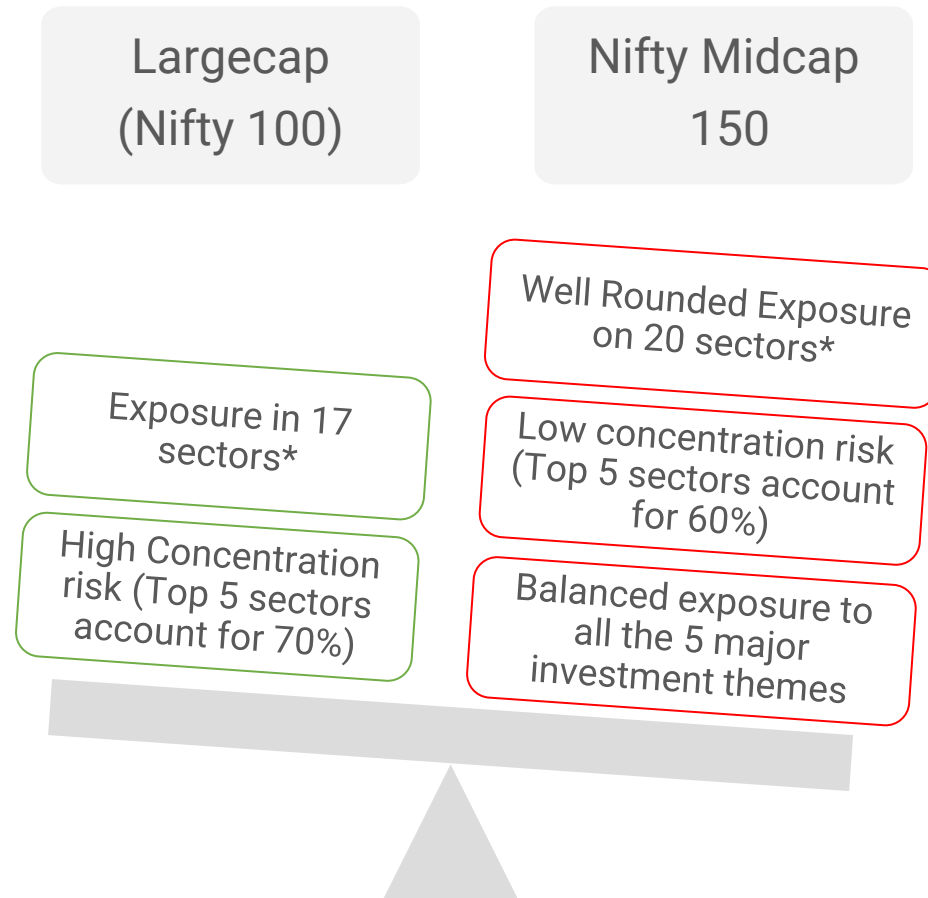 Largecap
(Nifty 100)
Nifty Midcap
150
Exposure in 17
sectors*
High Concentration
risk (Top 5 sectors
account for 70%)
Well Rounded Exposure
on 20 sectors*
Low concentration risk
(Top 5 sectors account
for 60%)
Balanced exposure to
all the 5 major
investment themes